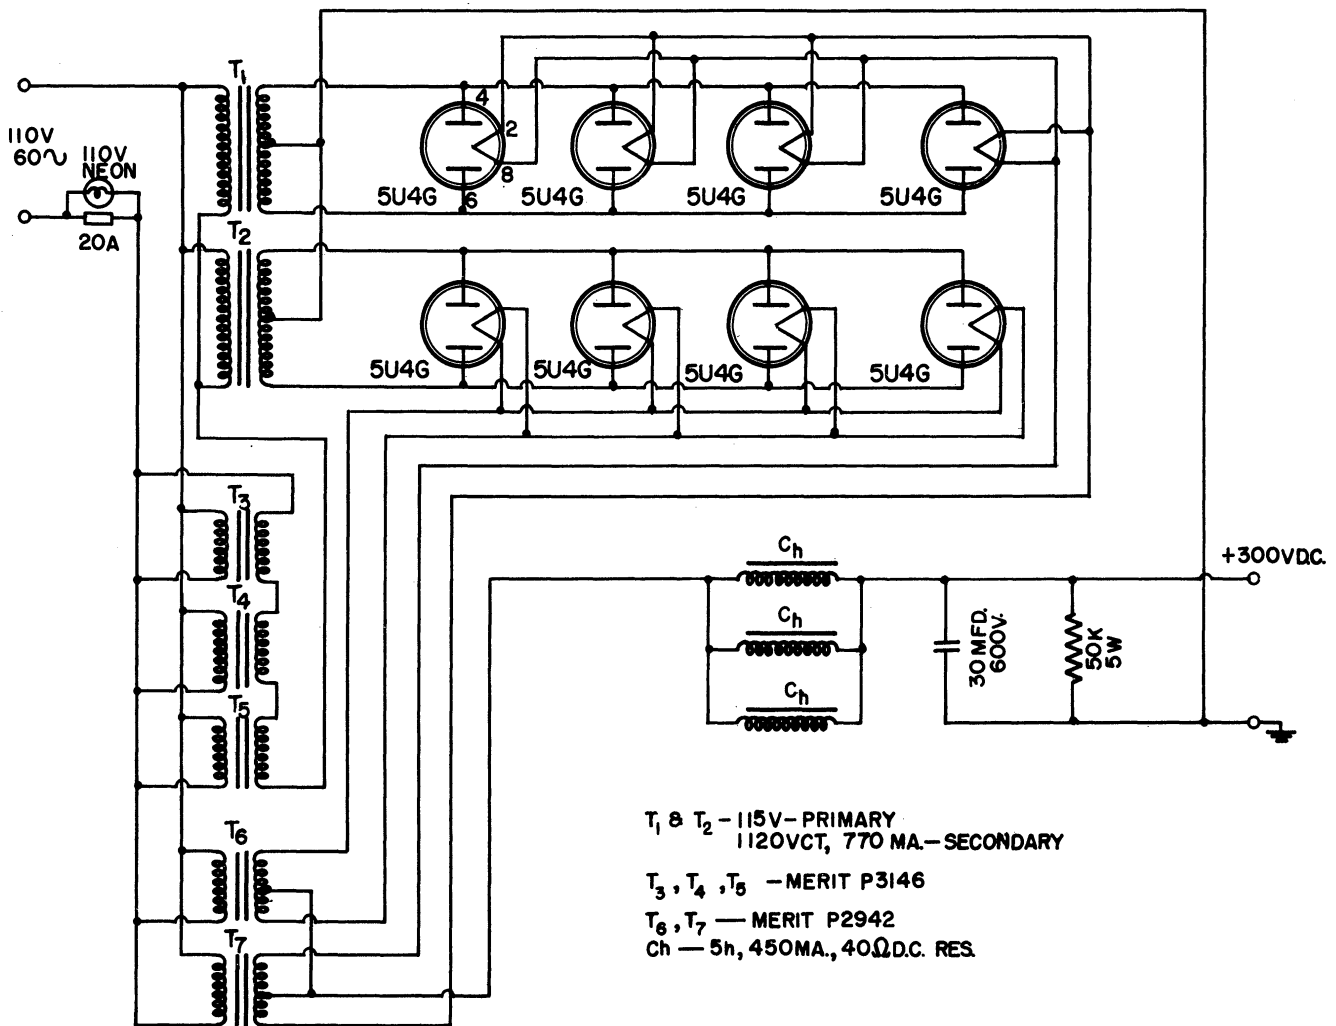 T1
4
2
110V
60~
110V
NEON
8
5U4G
6
5U4G
5U4G
5U4G
20A
T2
5U4G
5U4G
5U4G
5U4G
T3
Ch
+300V D.C.
T4
Ch
30 MFD.
600V.
50K
5W
Ch
T5
T6
T1 & T2 – 115V – PRIMARY
1120VCT, 770 MA. – SECONDARY
T3, T4, T5 – MERIT P3146
T6, T7 — MERIT P2942
T7
Ch — 5h, 450MA., 40Ω D.C. RES.